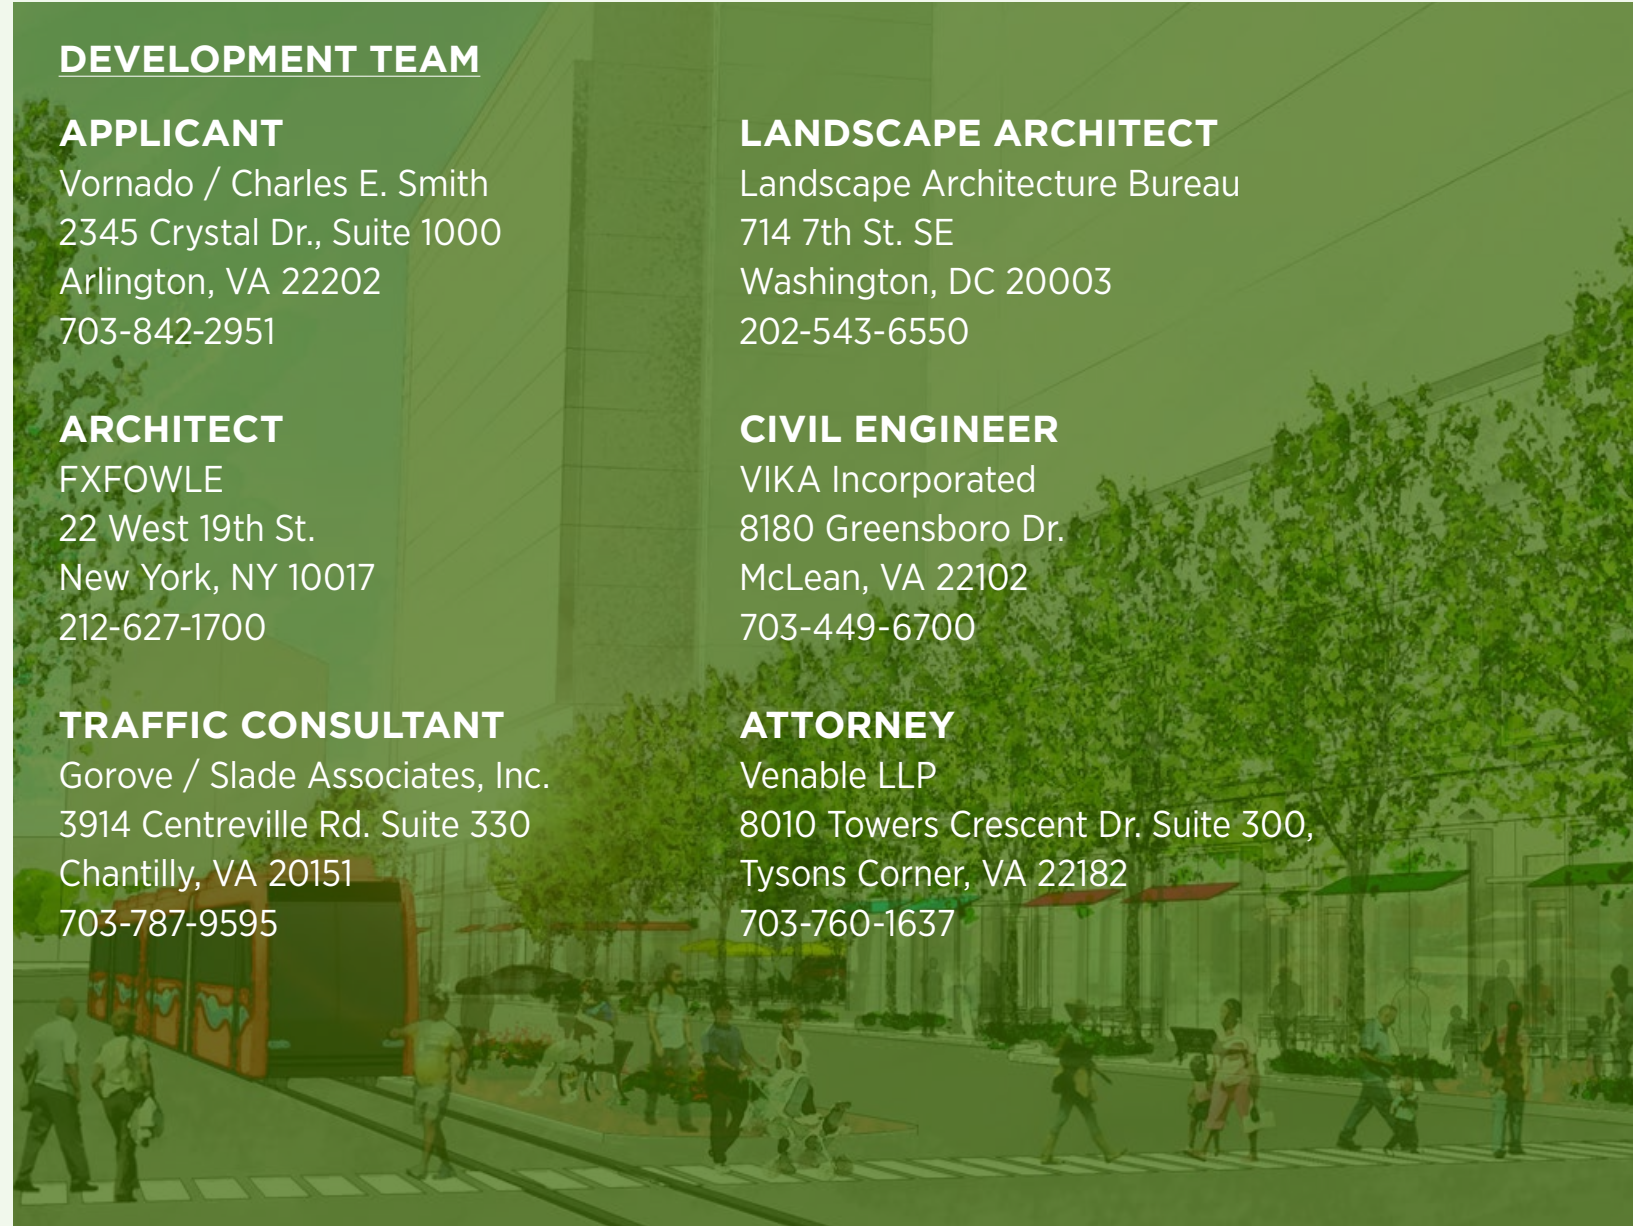 DEVELOPMENT TEAM
APPLICANT
Vornado / Charles E. Smith
2345 Crystal Dr., Suite 1000
Arlington, VA 22202
703-842-2951
ARCHITECT
FXFOWLE
22 West 19th St.
New York, NY 10017
212-627-1700
TRAFFIC CONSULTANT
Gorove / Slade Associates, Inc.
3914 Centreville Rd. Suite 330
Chantilly, VA 20151
703-787-9595
LANDSCAPE ARCHITECT
Landscape Architecture Bureau
714 7th St. SE
Washington, DC 20003
202-543-6550
CIVIL ENGINEER
VIKA Incorporated
8180 Greensboro Dr.
McLean, VA 22102
703-449-6700
ATTORNEY
Venable LLP
8010 Towers Crescent Dr. Suite 300,
Tysons Corner, VA 22182
703-760-1637